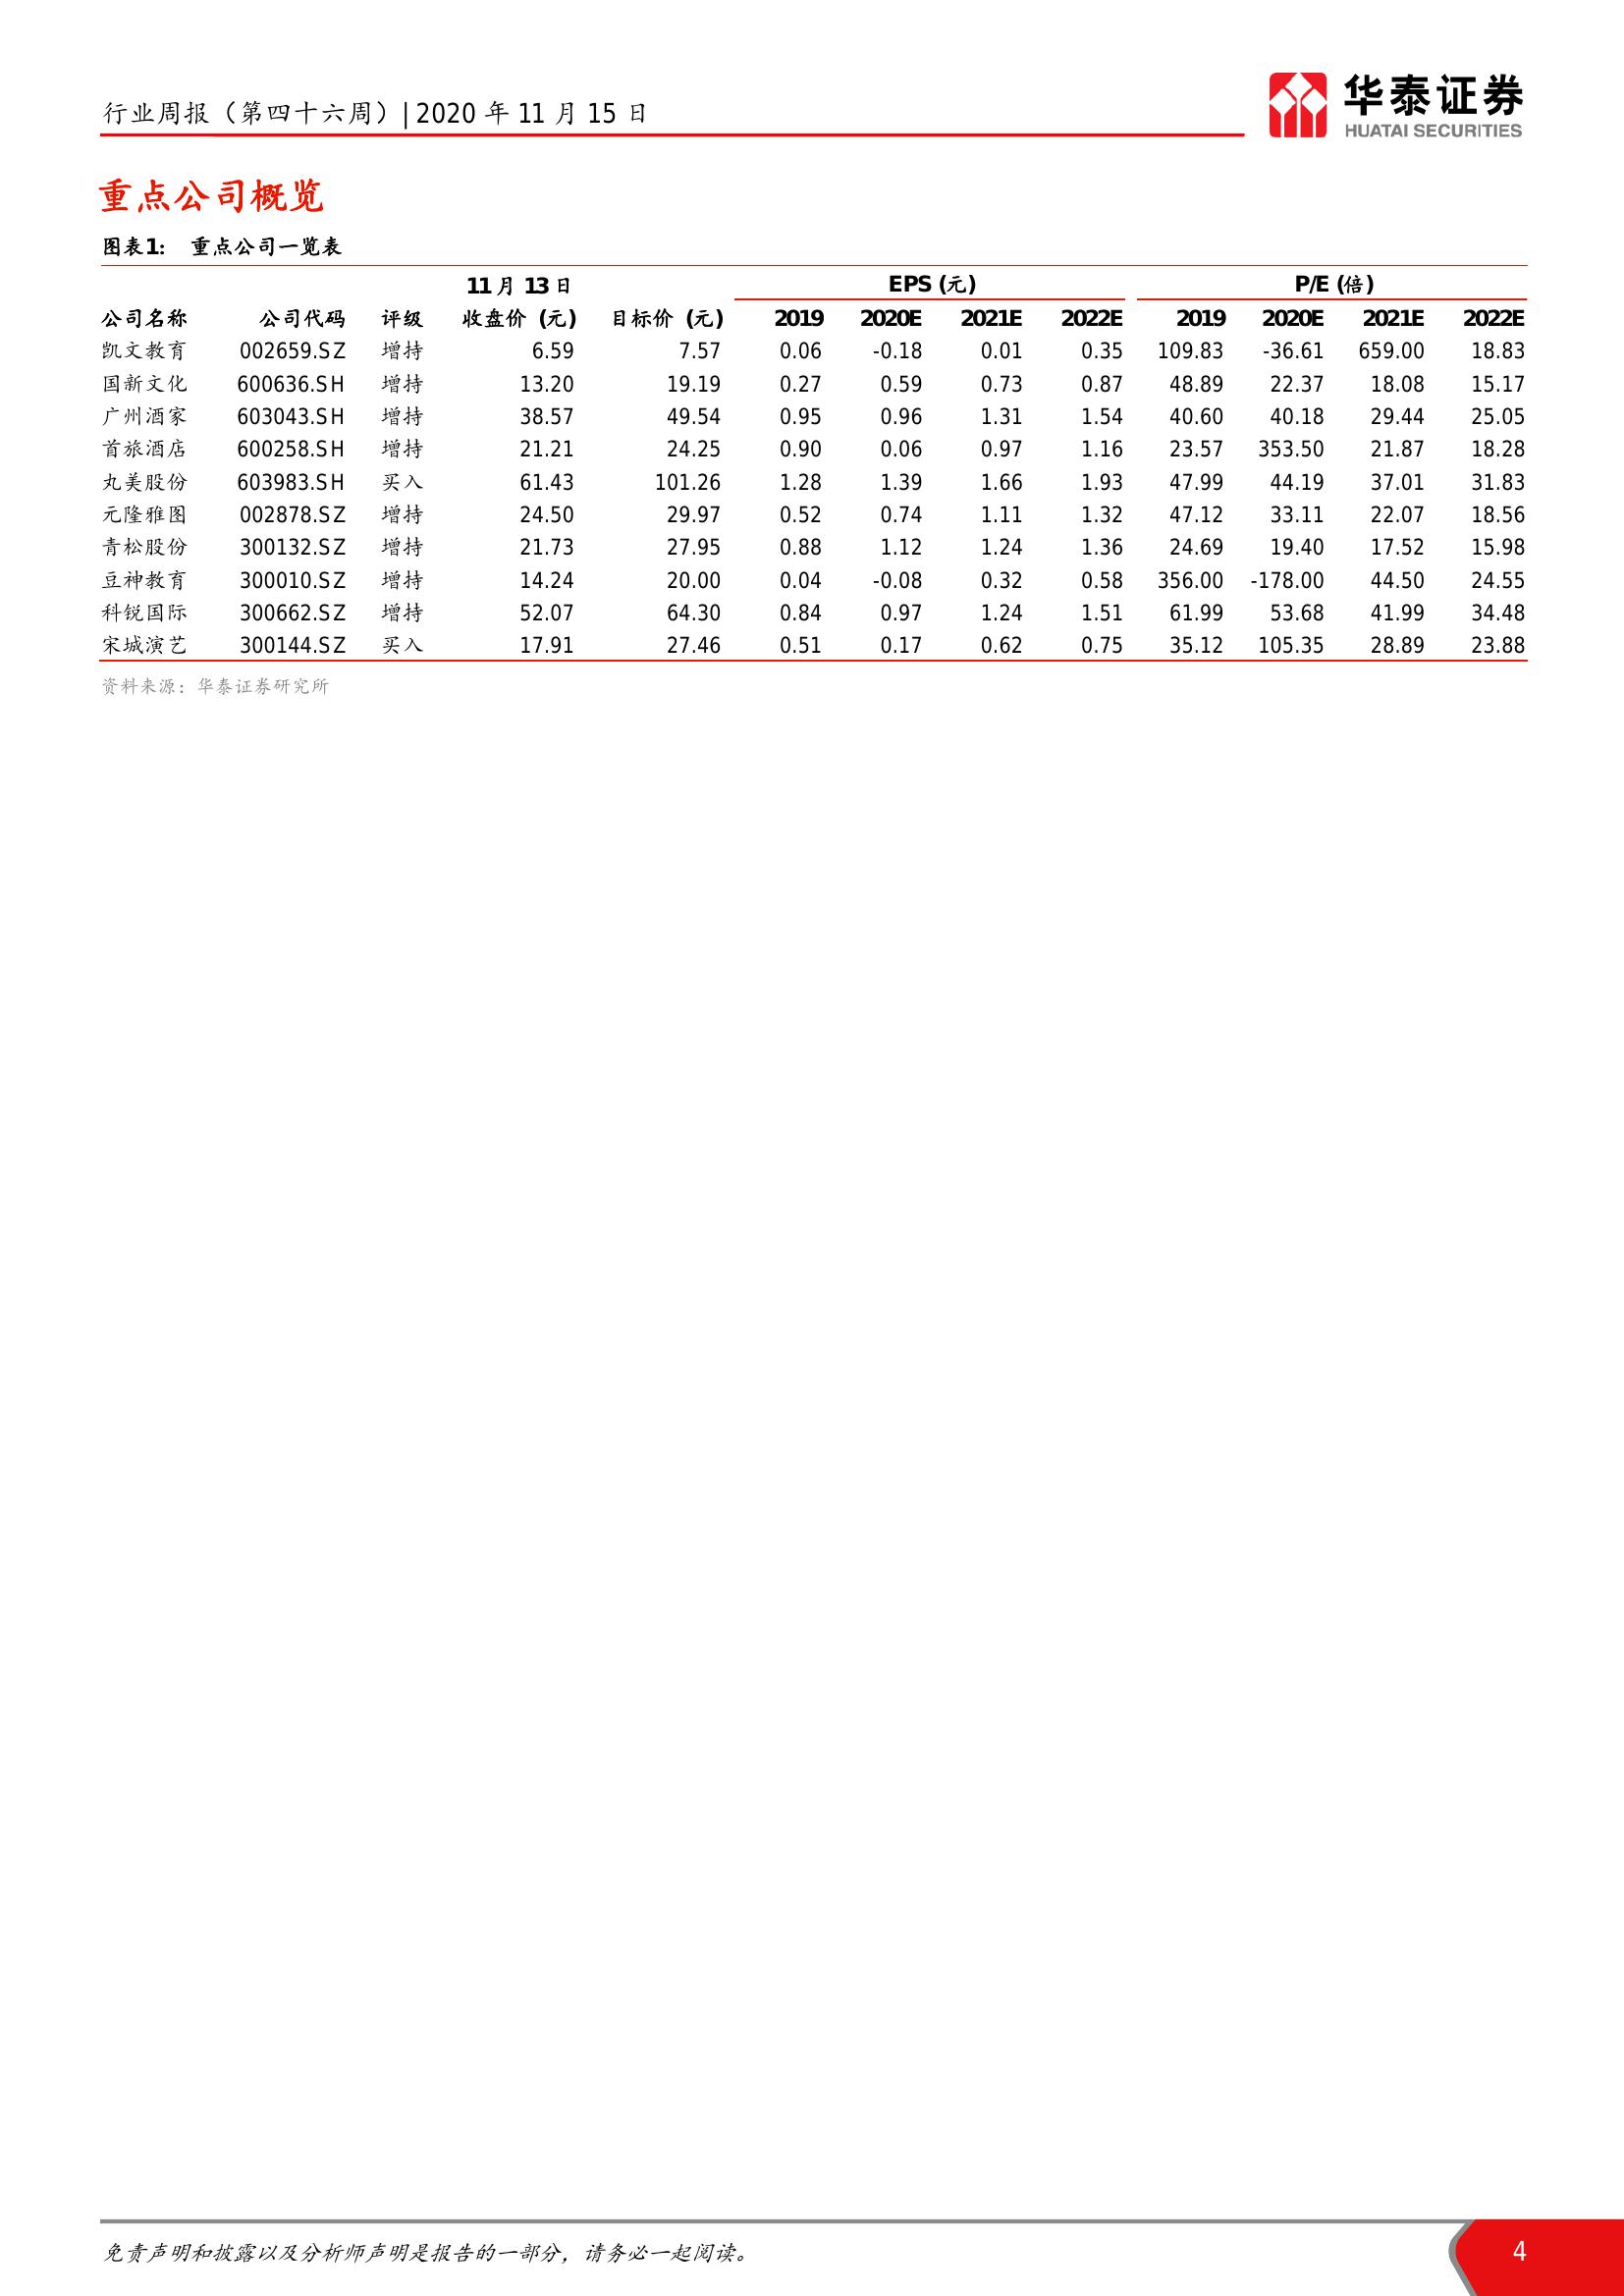 行业周报（第四十六周）| 2020 年 11 月 15 日
华泰证券
HUATAI SECURITIES
重点公司概览
图表1： 重点公司一览表
11 月 13 日 EPS (元) P/E (倍)
公司名称 公司代码 评级 收盘价 (元) 目标价 (元) 2019 2020E 2021E 2022E 2019 2020E 2021E 2022E
凯文教育 002659.SZ 增持 6.59 7.57 0.06 -0.18 0.01 0.35 109.83 -36.61 659.00 18.83
国新文化 600636.SH 增持 13.20 19.19 0.27 0.59 0.73 0.87 48.89 22.37 18.08 15.17
广州酒家 603043.SH 增持 38.57 49.54 0.95 0.96 1.31 1.54 40.60 40.18 29.44 25.05
首旅酒店 600258.SH 增持 21.21 24.25 0.90 0.06 0.97 1.16 23.57 353.50 21.87 18.28
丸美股份 603983.SH 买入 61.43 101.26 1.28 1.39 1.66 1.93 47.99 44.19 37.01 31.83
元隆雅图 002878.SZ 增持 24.50 29.97 0.52 0.74 1.11 1.32 47.12 33.11 22.07 18.56
青松股份 300132.SZ 增持 21.73 27.95 0.88 1.12 1.24 1.36 24.69 19.40 17.52 15.98
豆神教育 300010.SZ 增持 14.24 20.00 0.04 -0.08 0.32 0.58 356.00 -178.00 44.50 24.55
科锐国际 300662.SZ 增持 52.07 64.30 0.84 0.97 1.24 1.51 61.99 53.68 41.99 34.48
宋城演艺 300144.SZ 买入 17.91 27.46 0.51 0.17 0.62 0.75 35.12 105.35 28.89 23.88
资料来源：华泰证券研究所
免责声明和披露以及分析师声明是报告的一部分，请务必一起阅读。
4